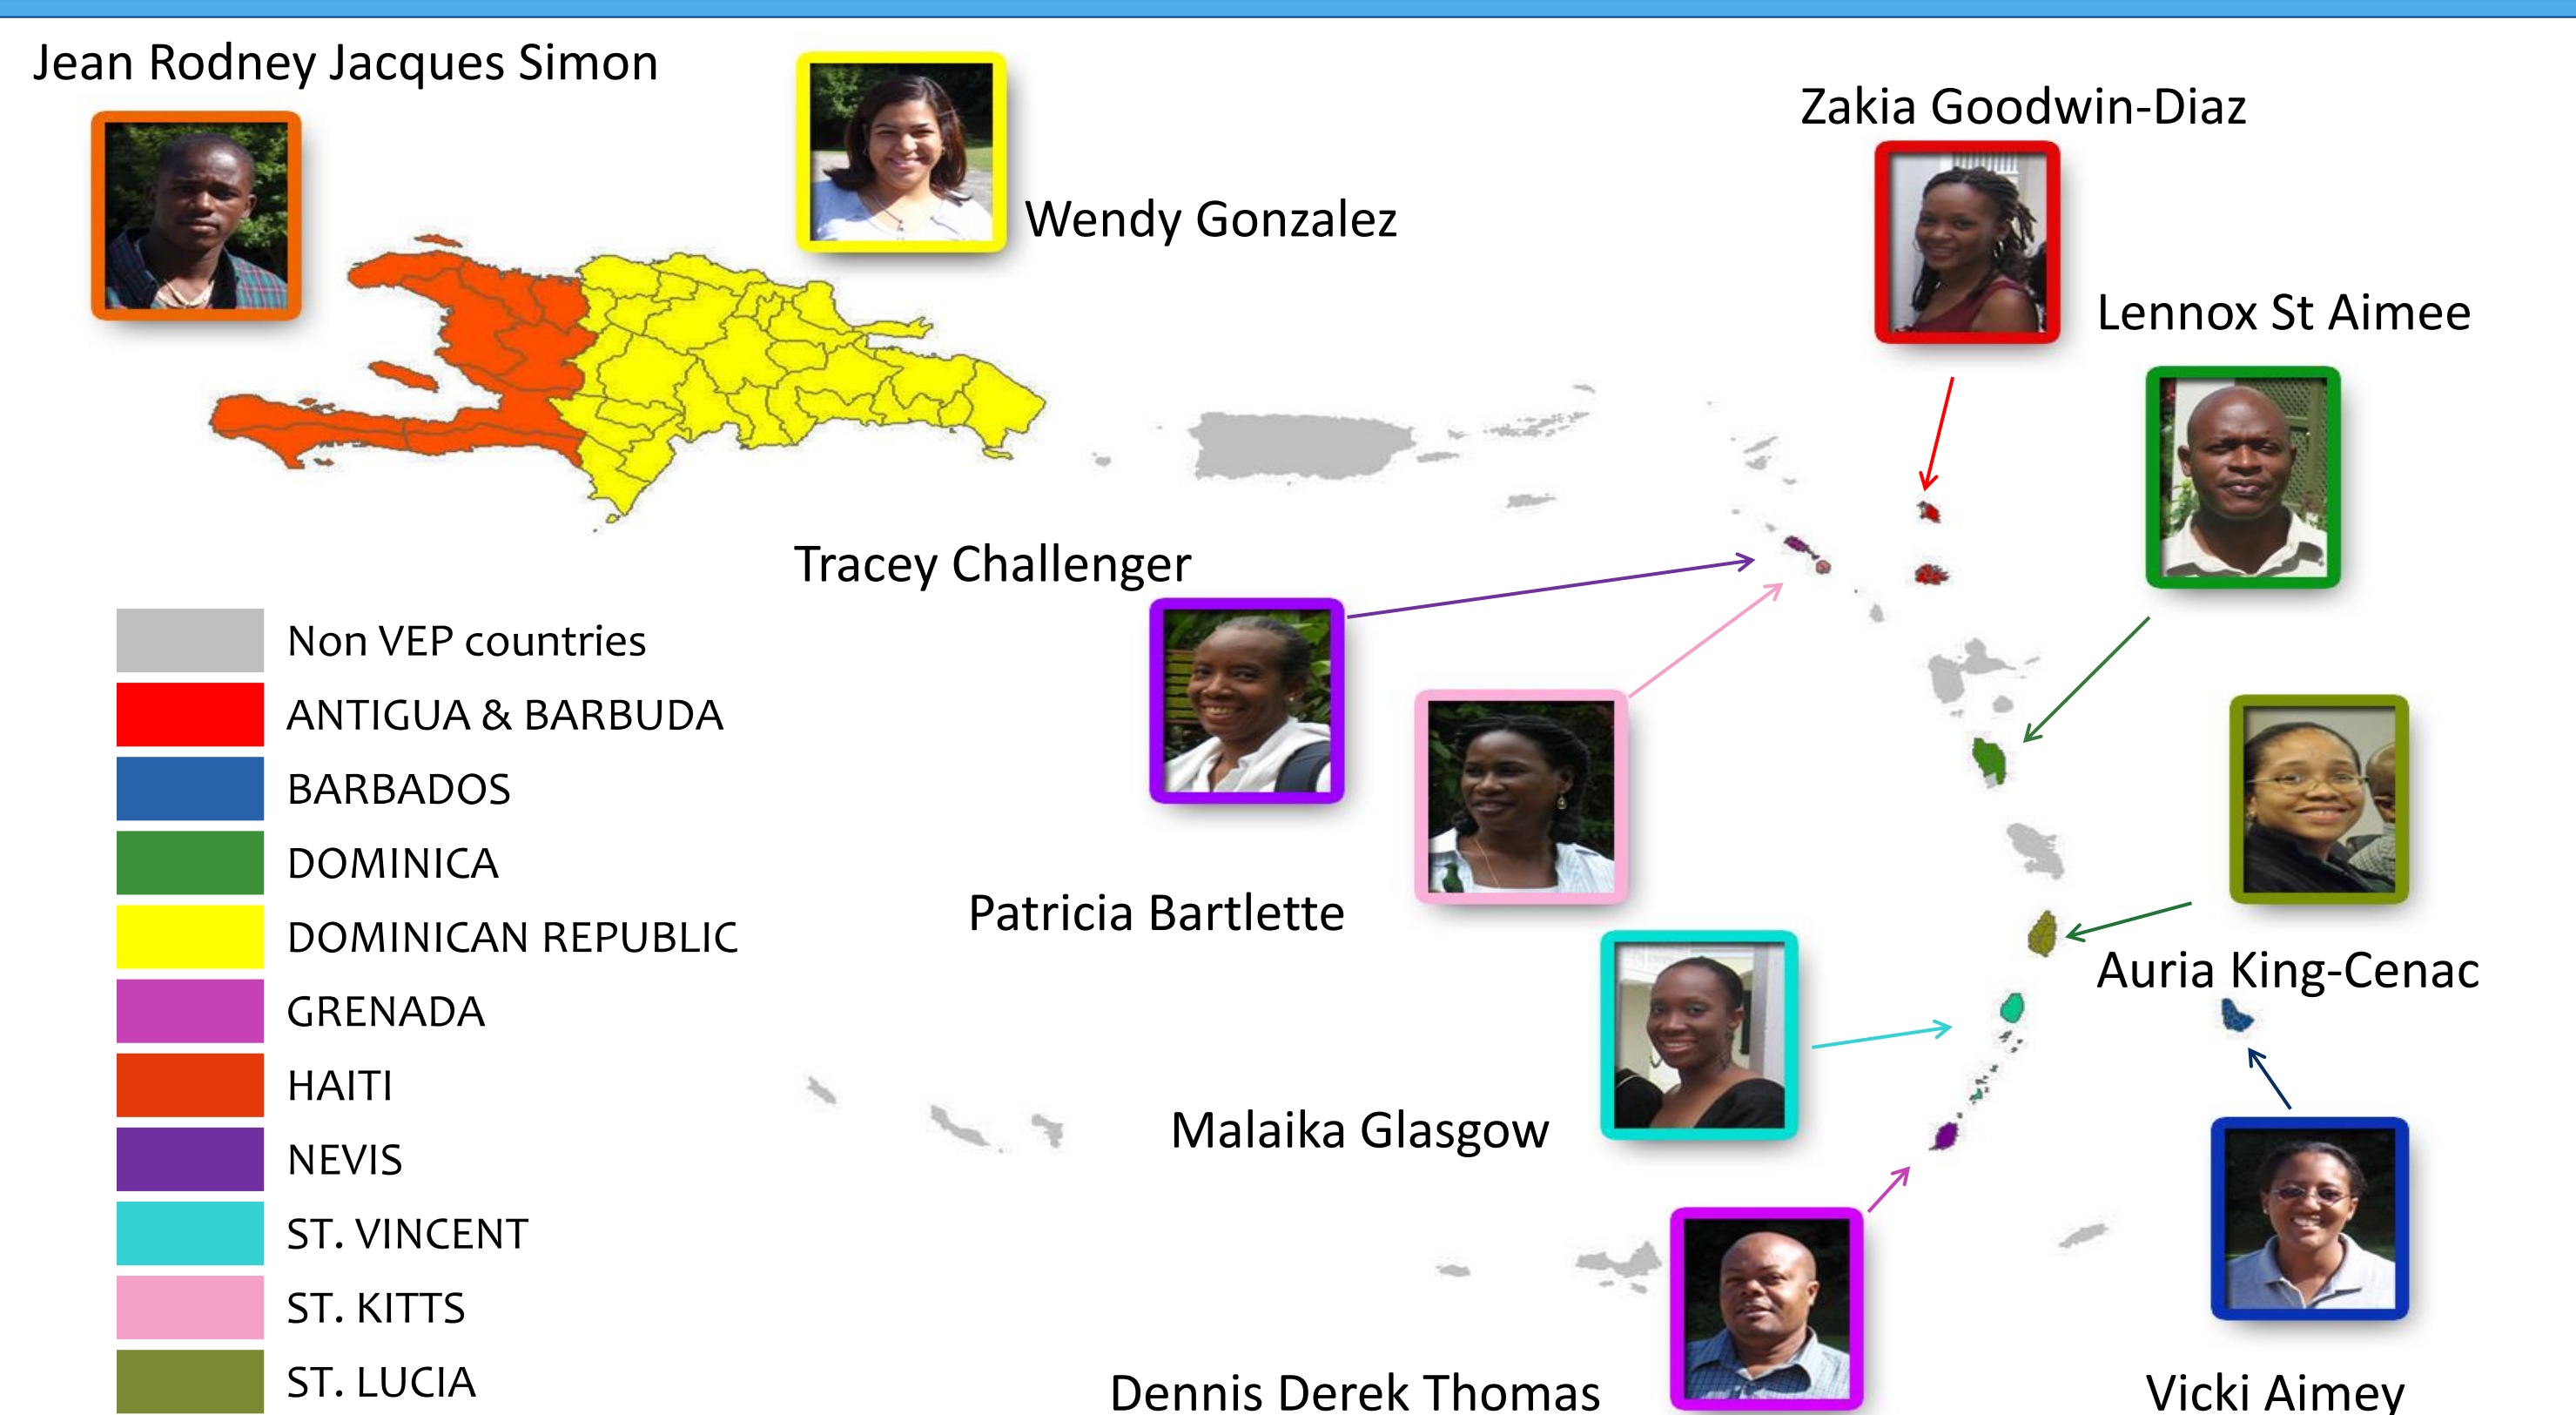 Jean Rodney Jacques Simon
Wendy Gonzalez
Zakia Goodwin-Diaz
Lennox St Aimee
Tracey Challenger
Patricia Bartlette
Auria King-Cenac
Malaika Glasgow
Dennis Derek Thomas
Vicki Aimey
Non VEP countries
ANTIGUA & BARBUDA
BARBADOS
DOMINICA
DOMINICAN REPUBLIC
GRENADA
HAITI
NEVIS
ST. VINCENT
ST. KITTS
ST. LUCIA